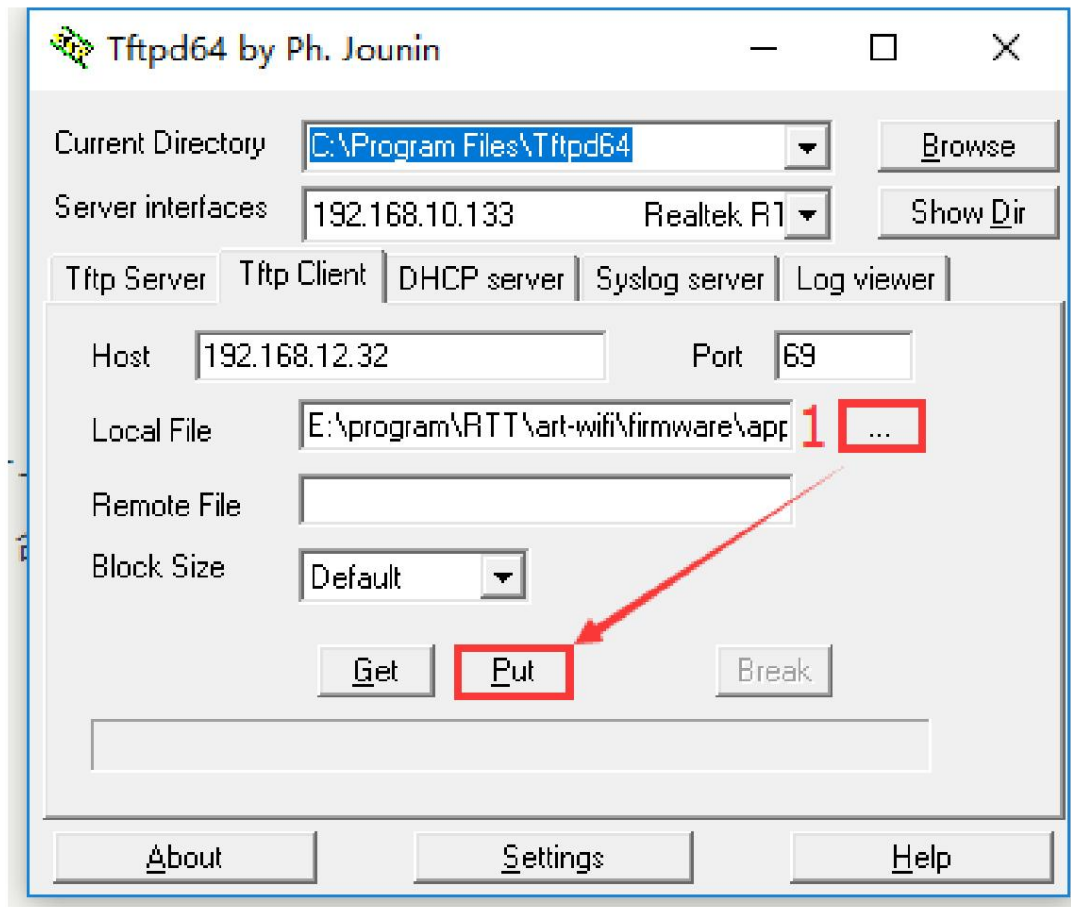 Tftpd64 by Ph. Jounin
Current Directory C:\Program Files\Tftpd64 Browse
Server interfaces 192.168.10.133 Realtek RT Show Dir
Tftp Server Tftp Client DHCP server Syslog server Log viewer
Host 192.168.12.32 Port 69
Local File E:\program\RTT\art-wifi\firmware\app 1 ...
Remote File
Block Size Default
Get Put Break
About Settings Help